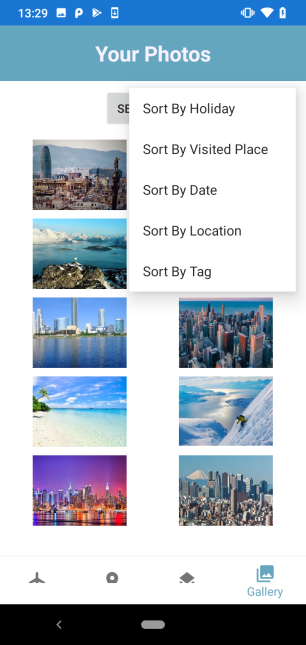 13:29
Your Photos
SE
Sort By Holiday
Sort By Visited Place
Sort By Date
Sort By Location
Sort By Tag
Gallery